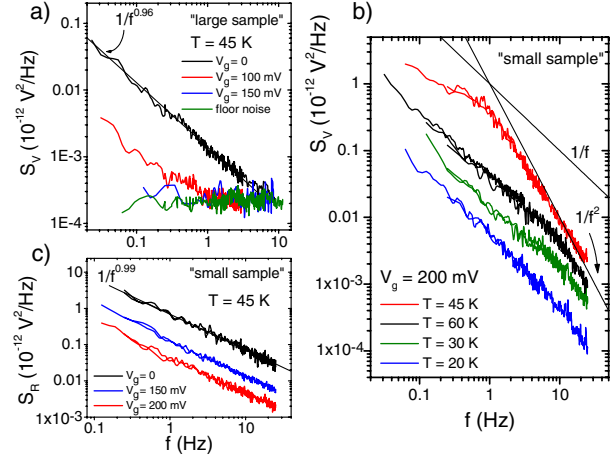 a)
S_V (10⁻¹² V²/Hz)
0.1
0.01
1E-3
1E-4
1/f^0.96
"large sample"
T = 45 K
V_g = 0
V_g = 100 mV
V_g = 150 mV
floor noise
0.1 1 10
c)
S_R (10⁻¹² V²/Hz)
10
1
0.1
0.01
1x10⁻³
1/f^0.99
"small sample"
T = 45 K
V_g = 0
V_g = 150 mV
V_g = 200 mV
0.1 1 10
f (Hz)
b)
S_V (10⁻¹² V²/Hz)
1
0.1
0.01
1x10⁻³
1x10⁻⁴
"small sample"
1/f
1/f²
V_g = 200 mV
T = 45 K
T = 60 K
T = 30 K
T = 20 K
0.1 1 10
f (Hz)